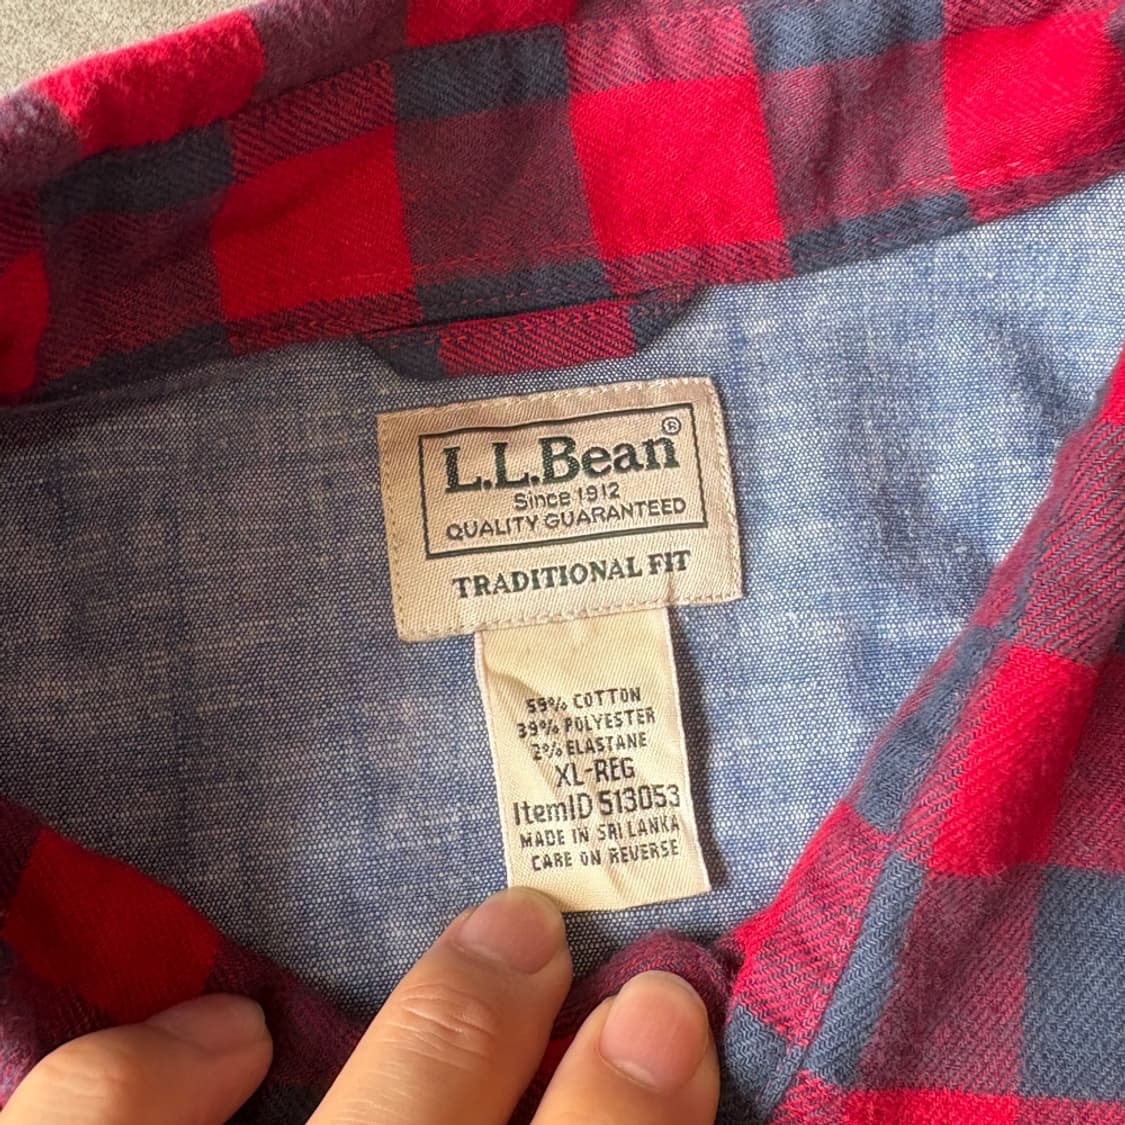 L.L.Bean®
Since 1912
QUALITY GUARANTEED
TRADITIONAL FIT
59% COTTON
39% POLYESTER
2% ELASTANE
XL-REG
ItemID 513053
MADE IN SRI LANKA
CARE ON REVERSE